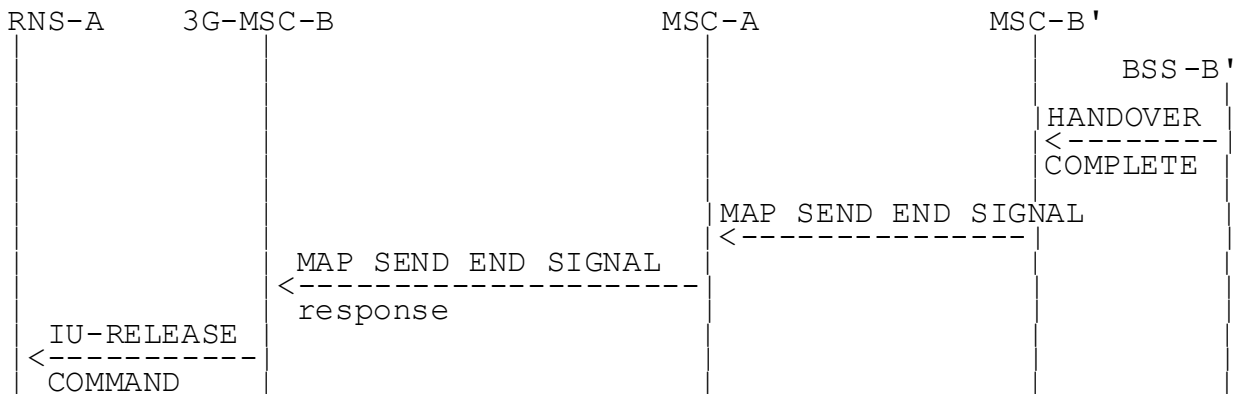 RNS-A 3G-MSC-B MSC-A MSC-B'
BSS-B'
HANDOVER
COMPLETE
MAP SEND END SIGNAL
MAP SEND END SIGNAL
response
IU-RELEASE
COMMAND